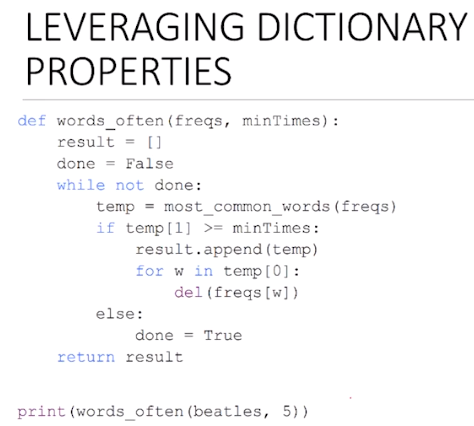 LEVERAGING DICTIONARY
PROPERTIES
def words_often(freqs, minTimes):
    result = []
    done = False
    while not done:
        temp = most_common_words(freqs)
        if temp[1] >= minTimes:
            result.append(temp)
            for w in temp[0]:
                del(freqs[w])
        else:
            done = True
    return result
print(words_often(beatles, 5))